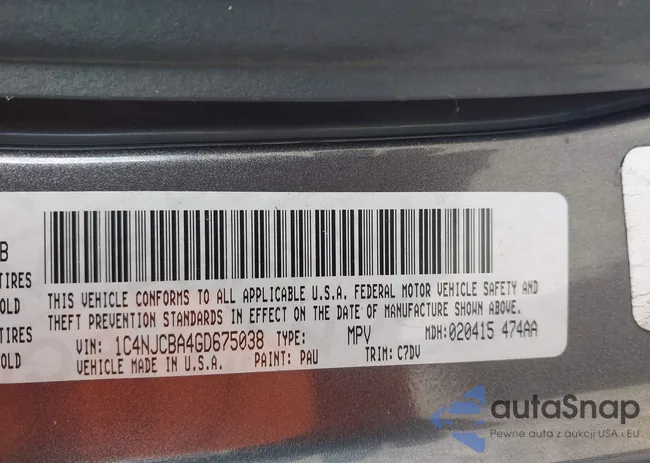 B
TIRES
OLD
TIRES
OLD
THIS VEHICLE CONFORMS TO ALL APPLICABLE U.S.A. FEDERAL MOTOR VEHICLE SAFETY AND
THEFT PREVENTION STANDARDS IN EFFECT ON THE DATE OF MANUFACTURE SHOWN ABOVE.
VIN: 1C4NJCBA4GD675038 TYPE: MPV MDH:020415 474AA
VEHICLE MADE IN U.S.A. PAINT: PAU TRIM: C7DV
autaSnap
Pewne auta z aukcji USA i EU